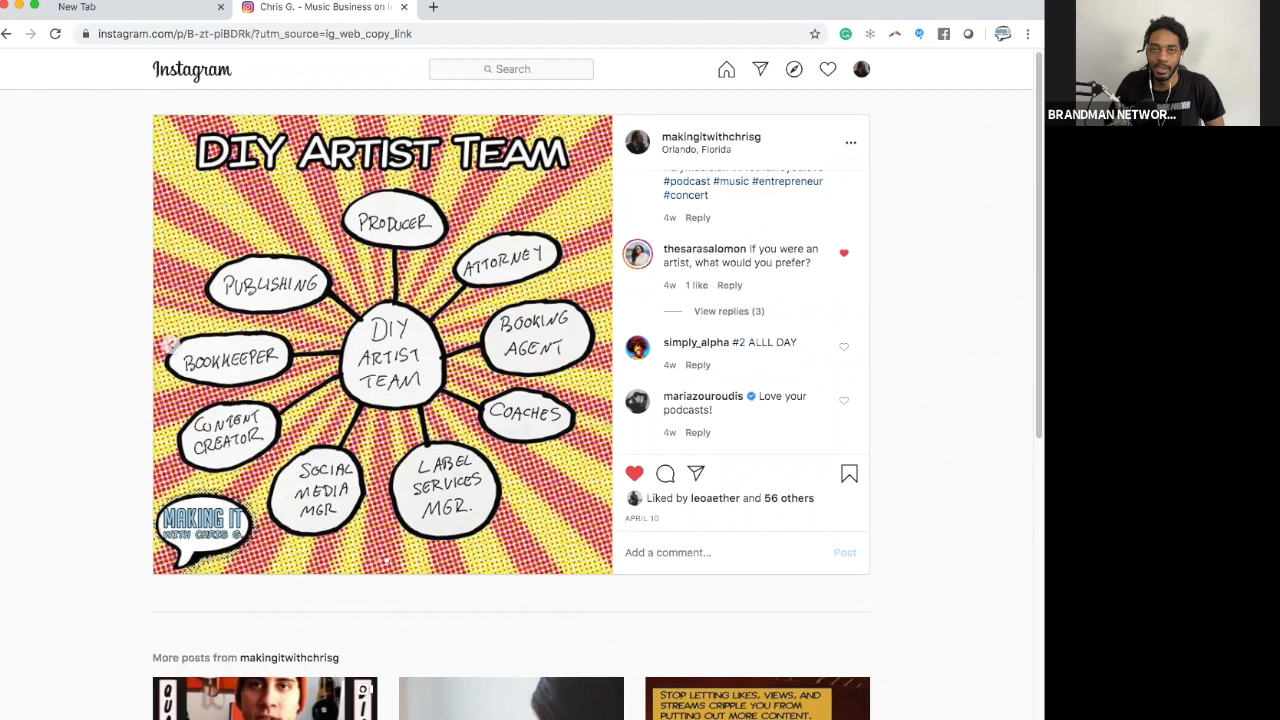 New Tab
Chris G. - Music Business on I
instagram.com/p/B-zt-piBDRk/?utm_source=ig_web_copy_link
Instagram
Search
DIY ARTIST TEAM
PRODUCER
ATTORNEY
PUBLISHING
BOOKING
AGENT
DIY
ARTIST
TEAM
BOOKKEEPER
COACHES
CONTENT
CREATOR
SOCIAL
MEDIA
MGR
LABEL
SERVICES
MGR.
MAKING IT
WITH CHRIS G.
makingitwithchrisg
Orlando, Florida
#podcast #music #entrepreneur
#concert
4w Reply
thesarasalomon If you were an
artist, what would you prefer?
4w 1 like Reply
View replies (3)
simply_alpha #2 ALLL DAY
4w Reply
mariazouroudis Love your
podcasts!
4w Reply
Liked by leoaether and 56 others
APRIL 10
Add a comment... Post
More posts from makingitwithchrisg
STOP LETTING LIKES, VIEWS, AND
STREAMS CRIPPLE YOU FROM
PUTTING OUT MORE CONTENT.
BRANDMAN NETWOR...